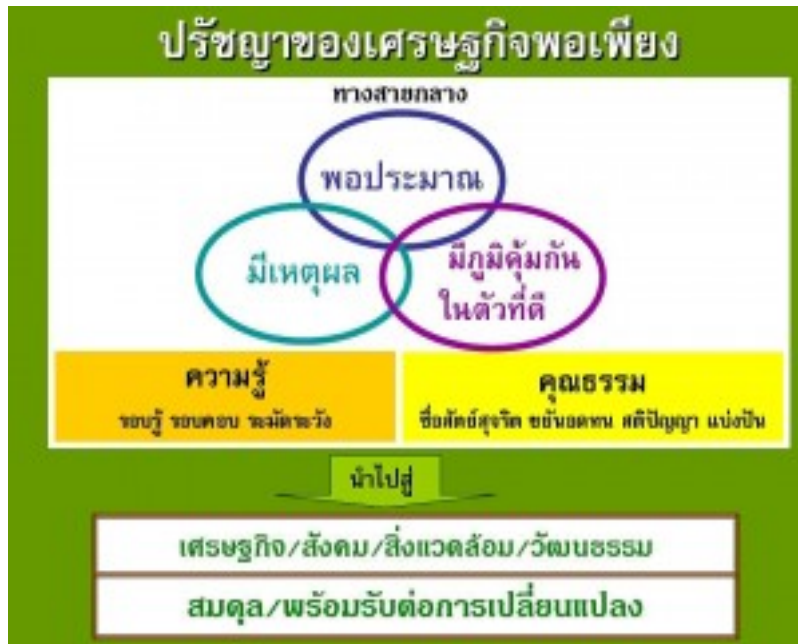 ปรัชญาของเศรษฐกิจพอเพียง
ทางสายกลาง
พอประมาณ
มีเหตุผล
มีภูมิคุ้มกัน
ในตัวที่ดี
ความรู้
รอบรู้ รอบคอบ ระมัดระวัง
คุณธรรม
ซื่อสัตย์สุจริต ขยันอดทน สติปัญญา แบ่งปัน
นำไปสู่
เศรษฐกิจ/สังคม/สิ่งแวดล้อม/วัฒนธรรม
สมดุล/พร้อมรับต่อการเปลี่ยนแปลง